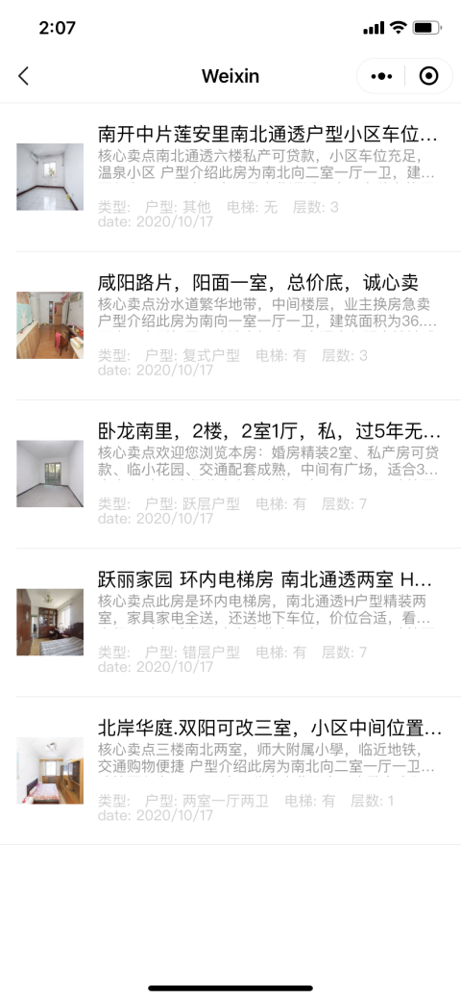 2:07
Weixin
南开中片莲安里南北通透户型小区车位...
核心卖点南北通透六楼私产可贷款，小区车位充足，
温泉小区 户型介绍此房为南北向二室一厅一卫，建...
类型: 户型: 其他 电梯: 无 层数: 3
date: 2020/10/17
咸阳路片，阳面一室，总价底，诚心卖
核心卖点汾水道繁华地带，中间楼层，业主换房急卖
户型介绍此房为南向一室一厅一卫，建筑面积为36....
类型: 户型: 复式户型 电梯: 有 层数: 3
date: 2020/10/17
卧龙南里，2楼，2室1厅，私，过5年无...
核心卖点欢迎您浏览本房：婚房精装2室、私产房可贷
款、临小花园、交通配套成熟，中间有广场，适合3...
类型: 户型: 跃层户型 电梯: 有 层数: 7
date: 2020/10/17
跃丽家园 环内电梯房 南北通透两室 H...
核心卖点此房是环内电梯房，南北通透H户型精装两
室，家具家电全送，还送地下车位，价位合适，看...
类型: 户型: 错层户型 电梯: 有 层数: 7
date: 2020/10/17
北岸华庭.双阳可改三室，小区中间位置...
核心卖点三楼南北两室，师大附属小學，临近地铁，
交通购物便捷 户型介绍此房为南北向二室一厅一卫...
类型: 户型: 两室一厅两卫 电梯: 有 层数: 1
date: 2020/10/17